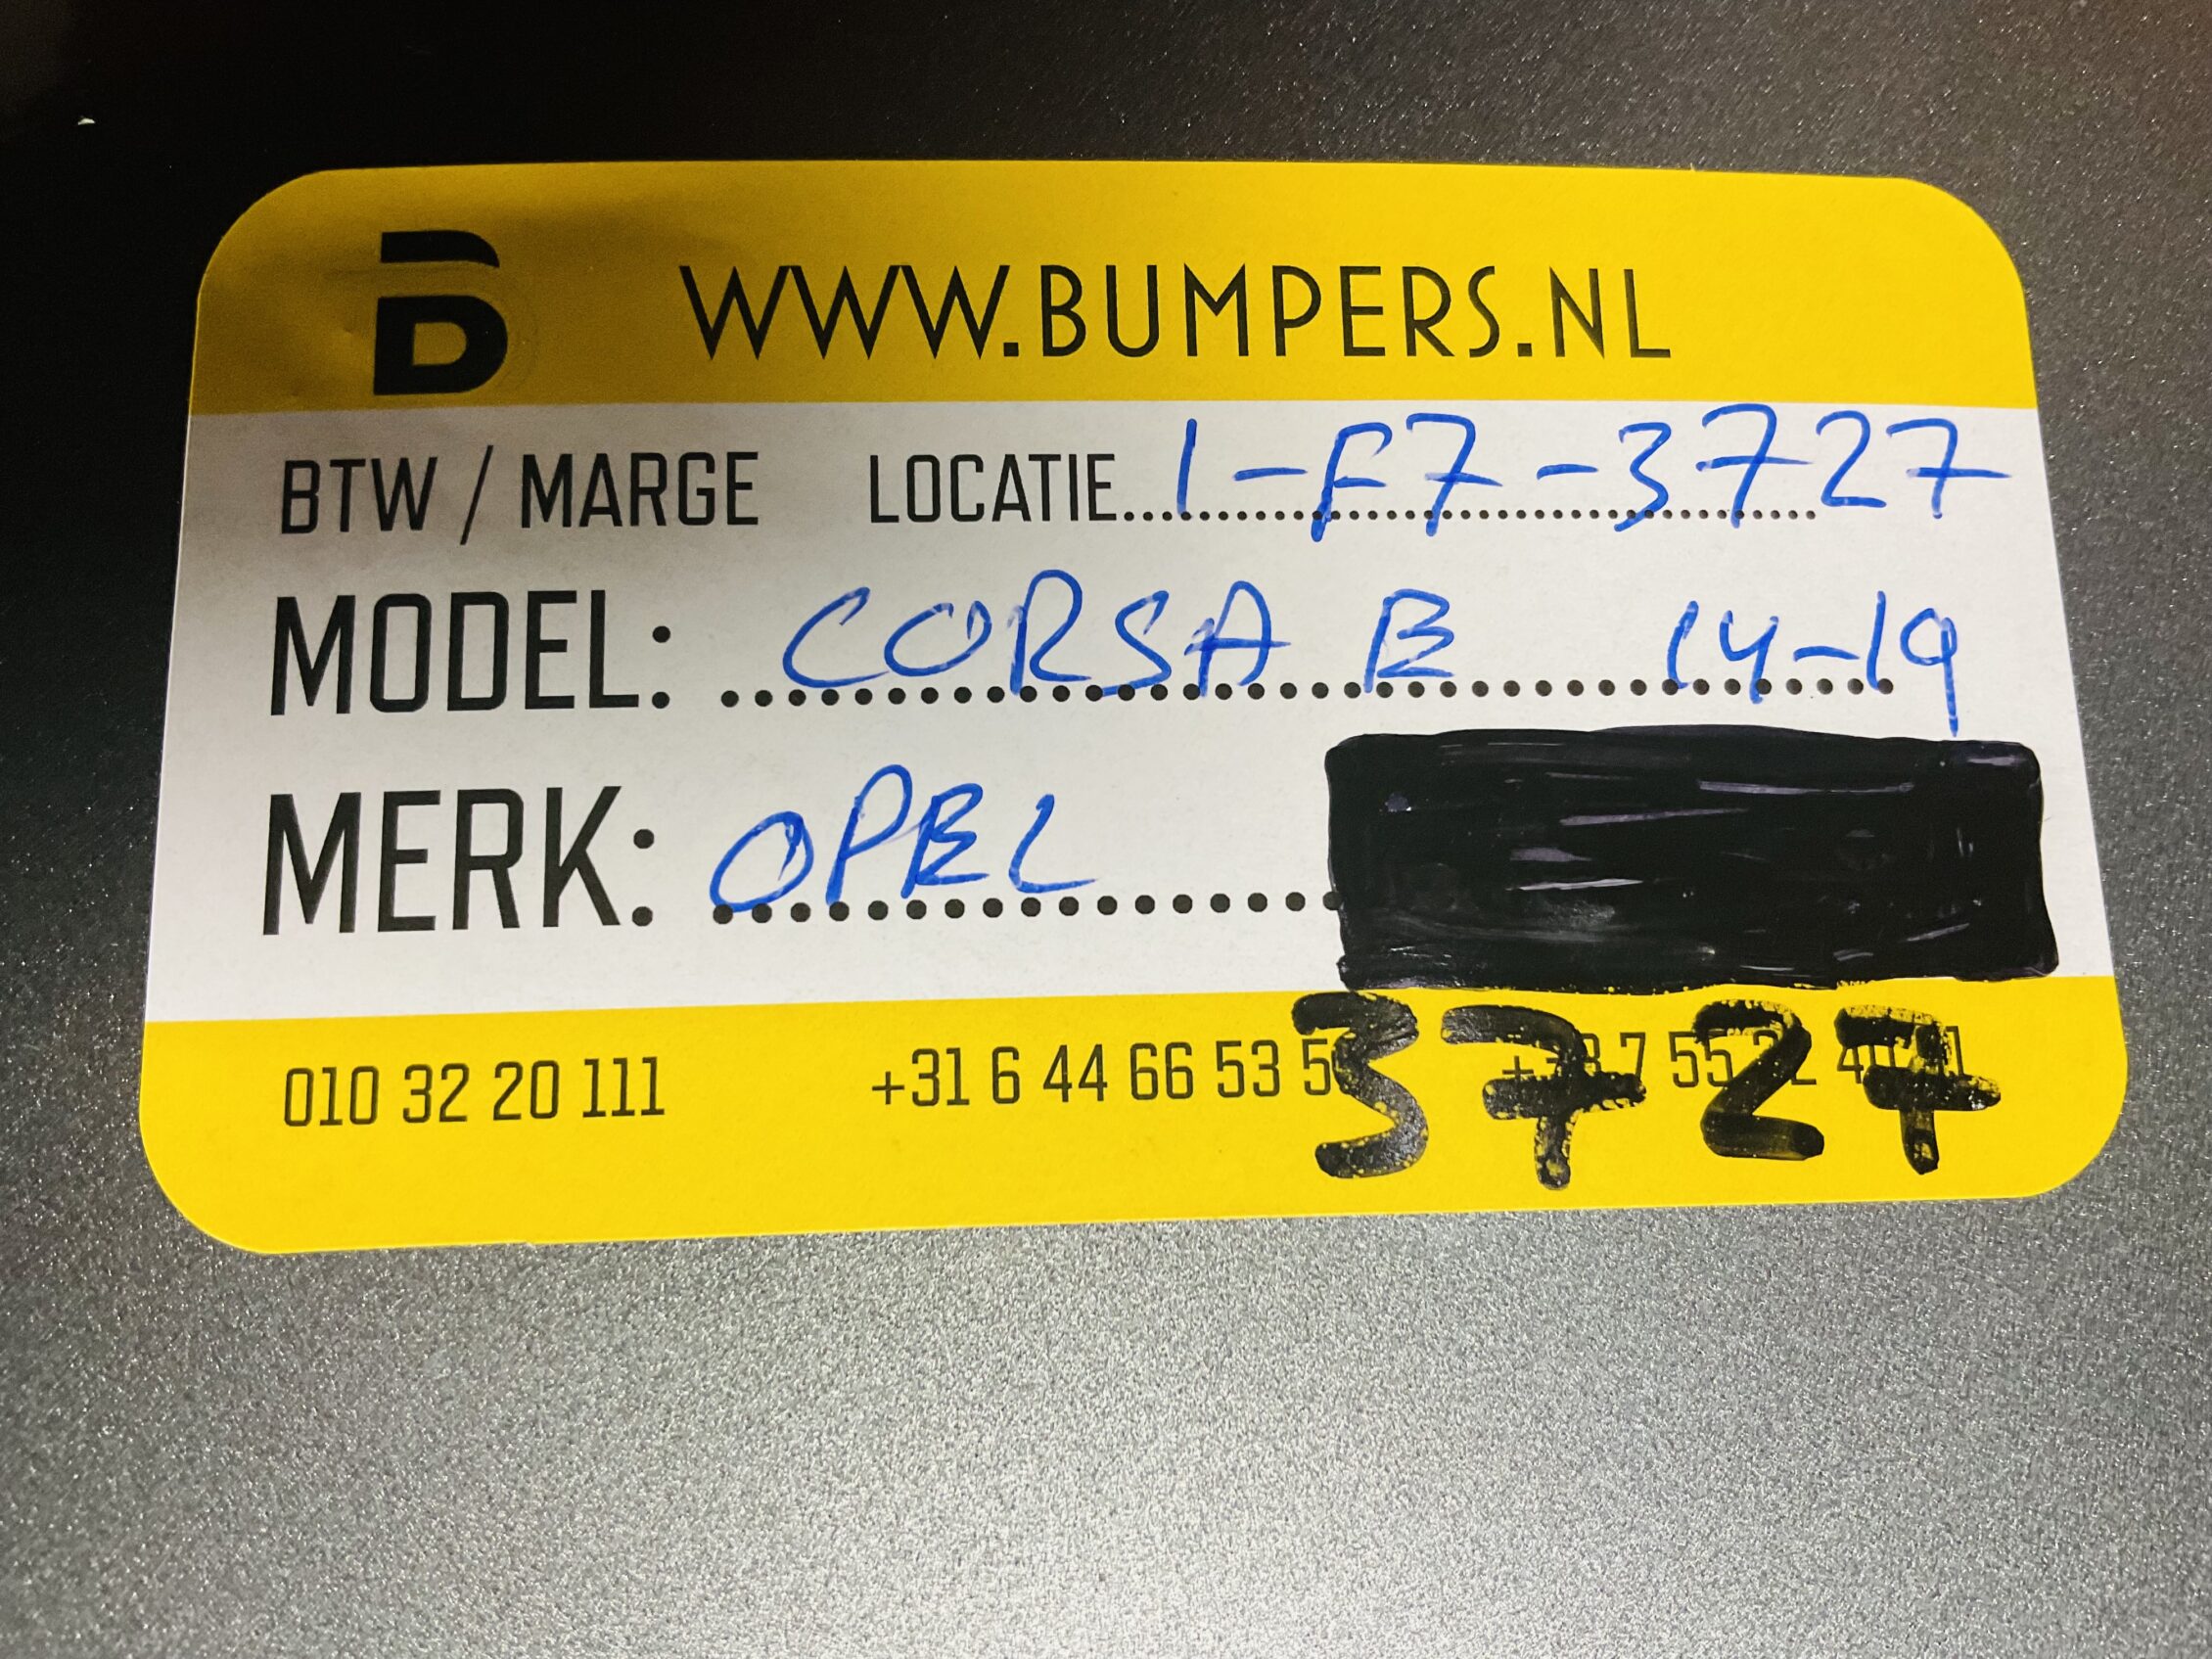 B WWW.BUMPERS.NL
BTW / MARGE LOCATIE....1-F7-3727
MODEL: CORSA E 14-19
MERK: OPEL
010 32 20 111 +31 6 44 66 53
3727